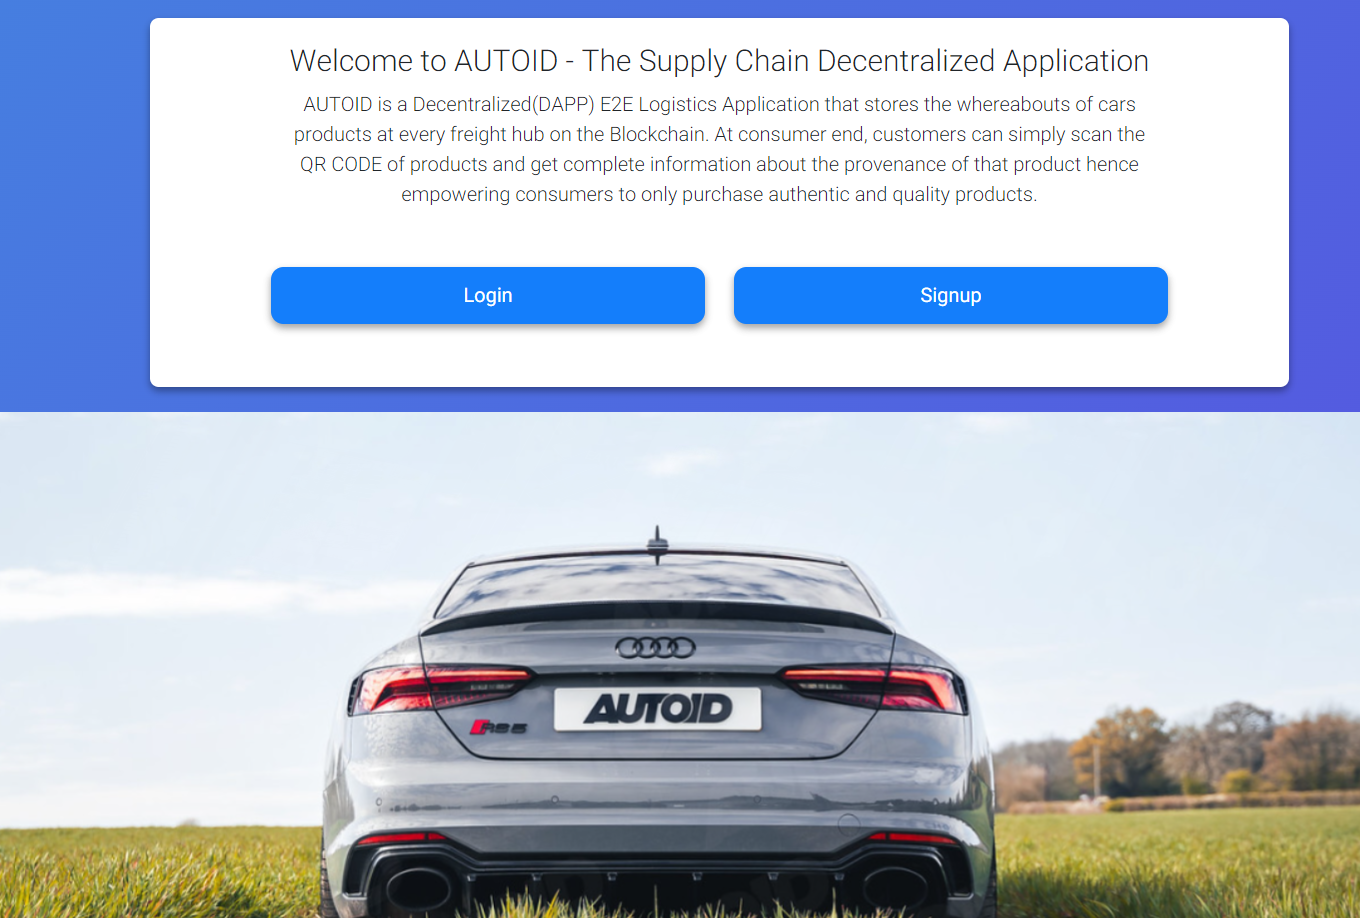 Welcome to AUTOID - The Supply Chain Decentralized Application
AUTOID is a Decentralized(DAPP) E2E Logistics Application that stores the whereabouts of cars
products at every freight hub on the Blockchain. At consumer end, customers can simply scan the
QR CODE of products and get complete information about the provenance of that product hence
empowering consumers to only purchase authentic and quality products.
Login
Signup
AUTOID
RS5